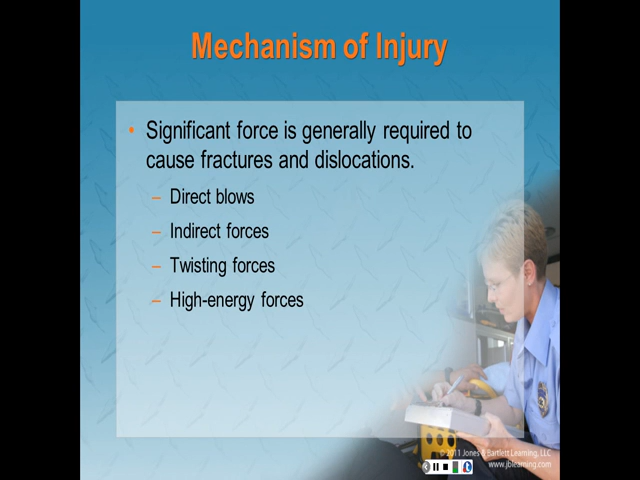 Mechanism of Injury
• Significant force is generally required to
cause fractures and dislocations.
– Direct blows
– Indirect forces
– Twisting forces
– High-energy forces
© 2011 Jones & Bartlett Learning, LLC
www.jblearning.com